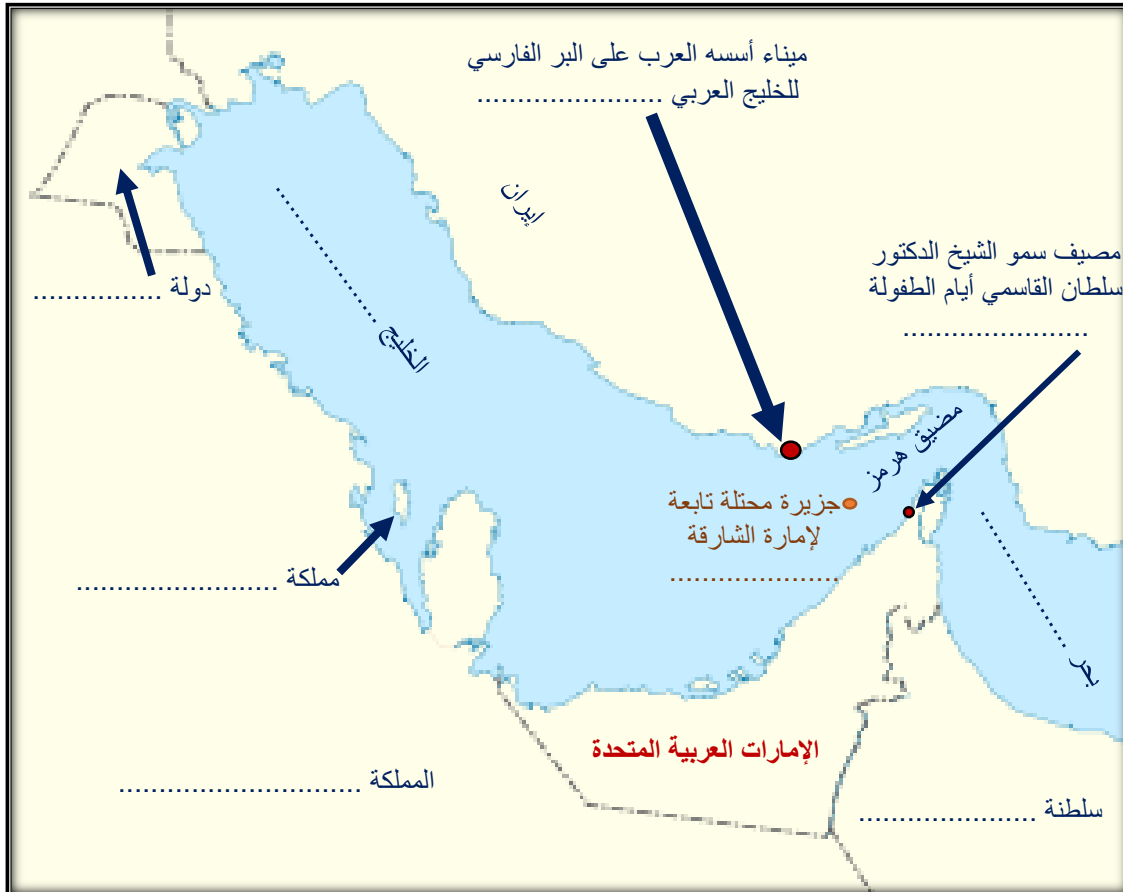 ميناء أسسه العرب على البر الفارسي
للخليج العربي .......................
إيران
مصيف سمو الشيخ الدكتور
سلطان القاسمي أيام الطفولة
.......................
دولة ................
الخليج ....................
مضيق هرمز
جزيرة محتلة تابعة
لإمارة الشارقة
.....................
مملكة .........................
بحر ....................
الإمارات العربية المتحدة
المملكة ..............................
سلطنة ......................